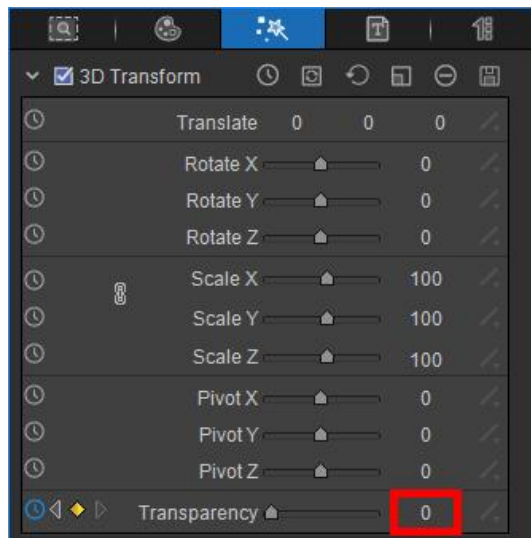 T
3D Transform
Translate 0 0 0
Rotate X 0
Rotate Y 0
Rotate Z 0
Scale X 100
Scale Y 100
Scale Z 100
Pivot X 0
Pivot Y 0
Pivot Z 0
Transparency 0